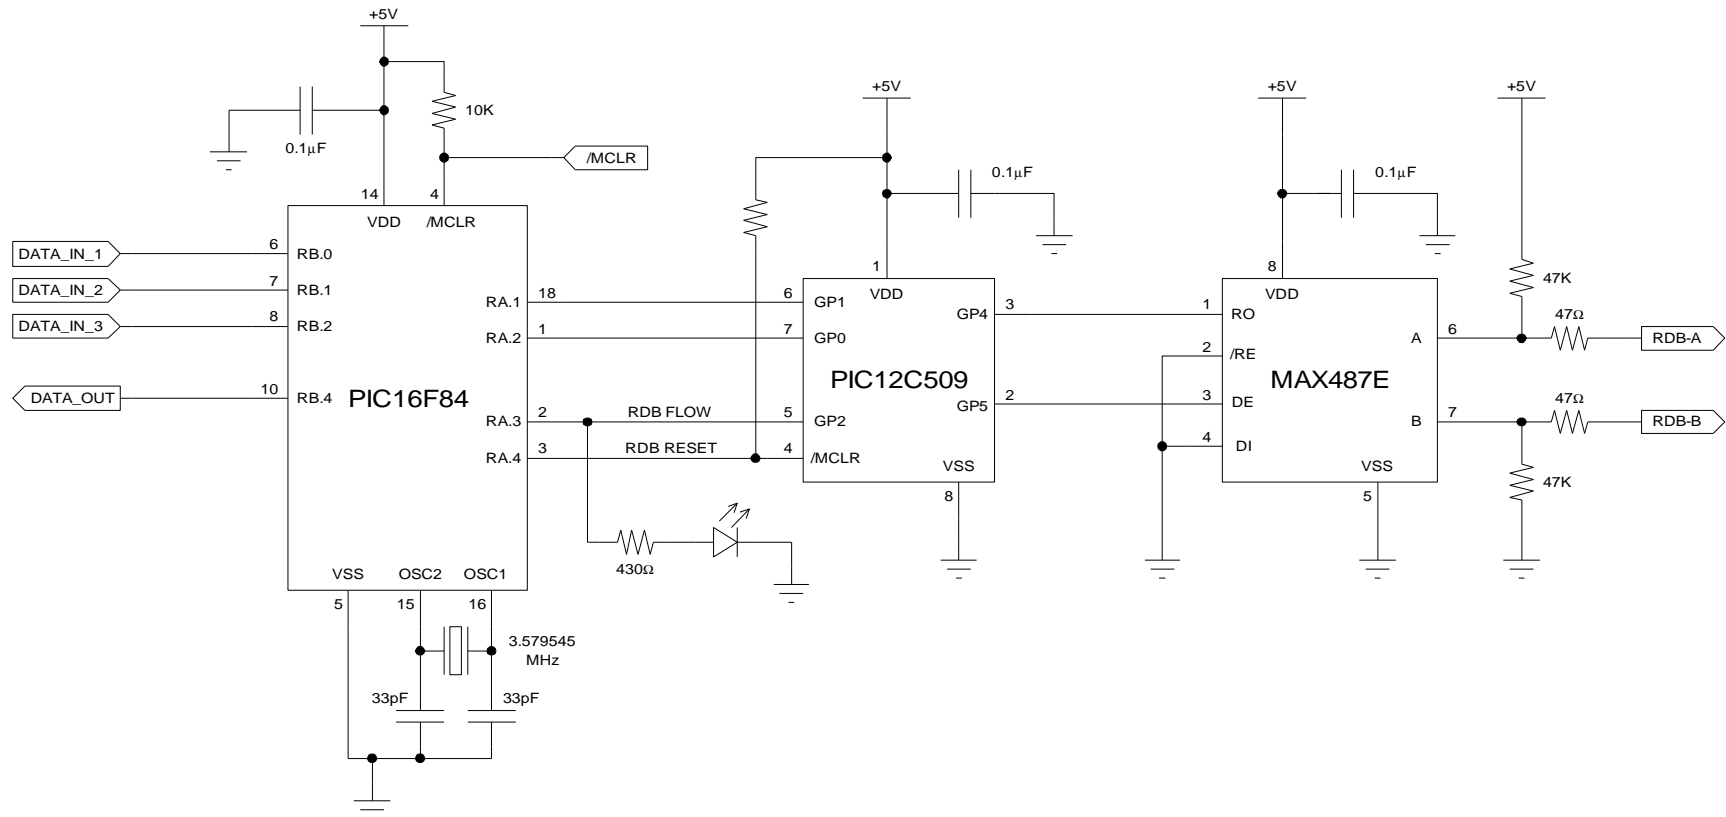 +5V
10K
0.1µF
/MCLR
+5V
+5V
+5V
0.1µF
0.1µF
14
4
VDD
/MCLR
DATA_IN_1
6
RB.0
DATA_IN_2
7
RB.1
DATA_IN_3
8
RB.2
DATA_OUT
10
RB.4
PIC16F84
RA.1
18
RA.2
1
RA.3
2
RDB FLOW
RA.4
3
RDB RESET
VSS
OSC2
OSC1
5
15
16
3.579545
MHz
33pF
33pF
430Ω
1
VDD
6
GP1
7
GP0
5
GP2
4
/MCLR
PIC12C509
GP4
3
GP5
2
VSS
8
8
VDD
1
RO
2
/RE
3
DE
4
DI
MAX487E
A
6
B
7
VSS
5
47K
47Ω
RDB-A
47Ω
RDB-B
47K